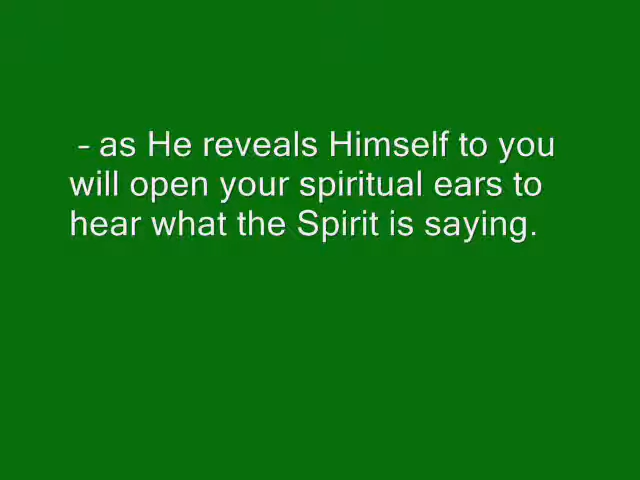 – as He reveals Himself to you
will open your spiritual ears to
hear what the Spirit is saying.